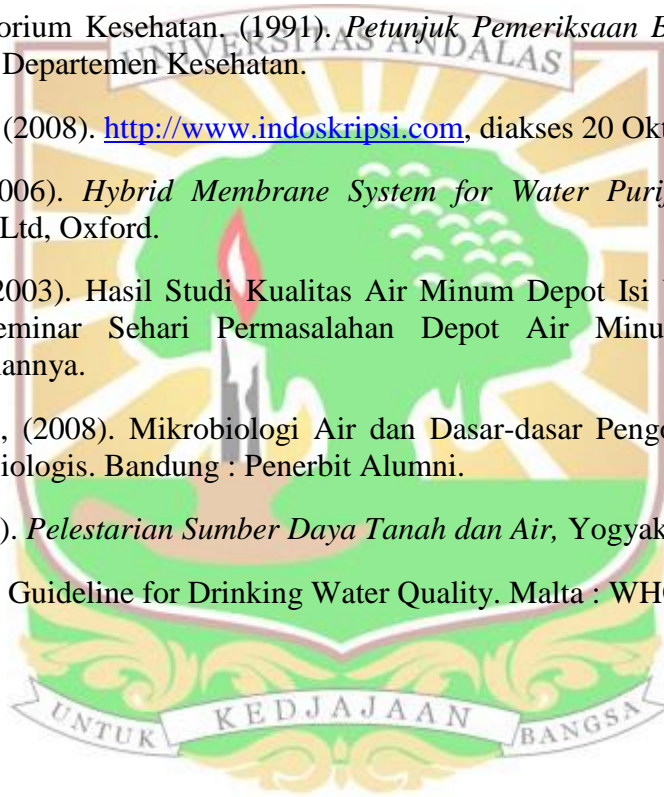 orium Kesehatan. (1991). Petunjuk Pemeriksaan B
UNIVERSITAS ANDALAS
Departemen Kesehatan.
(2008). http://www.indoskripsi.com, diakses 20 Okt
006). Hybrid Membrane System for Water Purif
Ltd, Oxford.
2003). Hasil Studi Kualitas Air Minum Depot Isi
eminar Sehari Permasalahan Depot Air Minu
annya.
, (2008). Mikrobiologi Air dan Dasar-dasar Pengo
iologis. Bandung : Penerbit Alumni.
). Pelestarian Sumber Daya Tanah dan Air, Yogyak
Guideline for Drinking Water Quality. Malta : WH
UNTUK KEDJAJAAN BANGSA